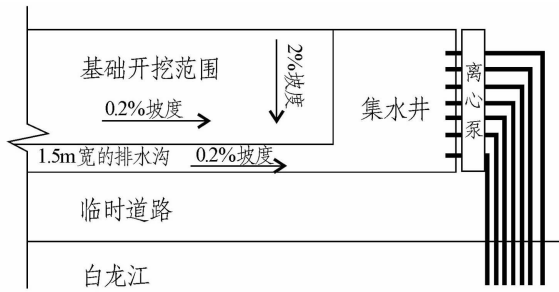 基础开挖范围
2%坡度
0.2%坡度
集水井
离心泵
1.5m宽的排水沟
0.2%坡度
临时道路
白龙江